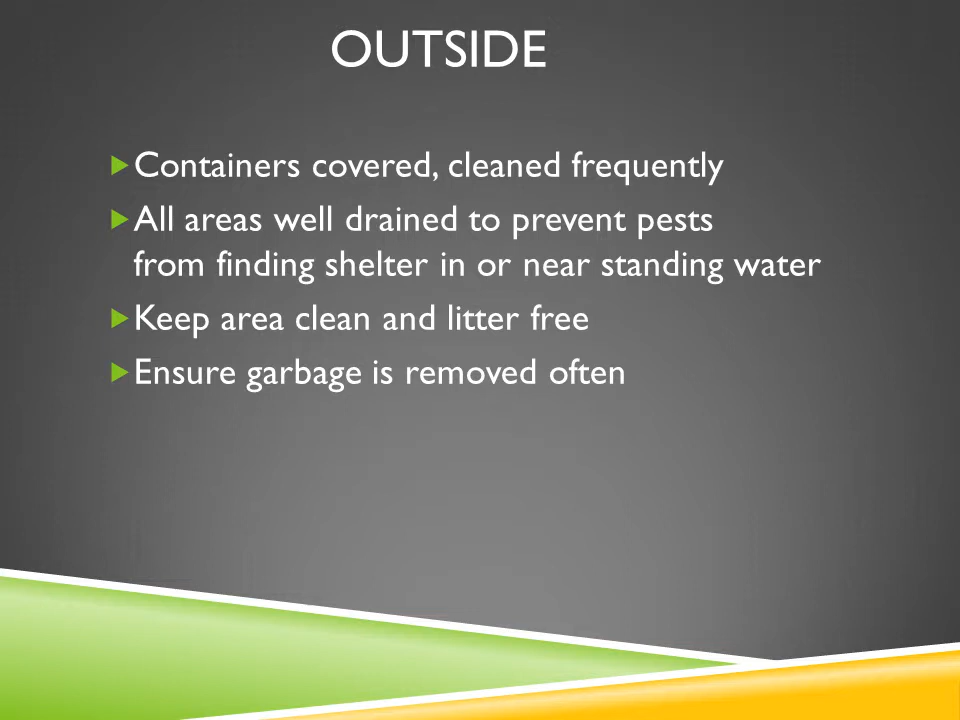 OUTSIDE
Containers covered, cleaned frequently
All areas well drained to prevent pests
from finding shelter in or near standing water
Keep area clean and litter free
Ensure garbage is removed often